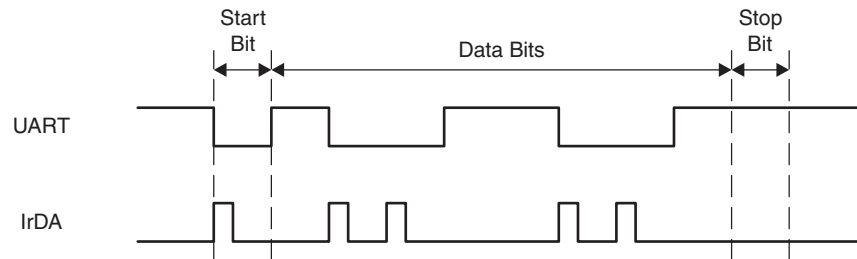 Start
Bit
Data Bits
Stop
Bit
UART
IrDA